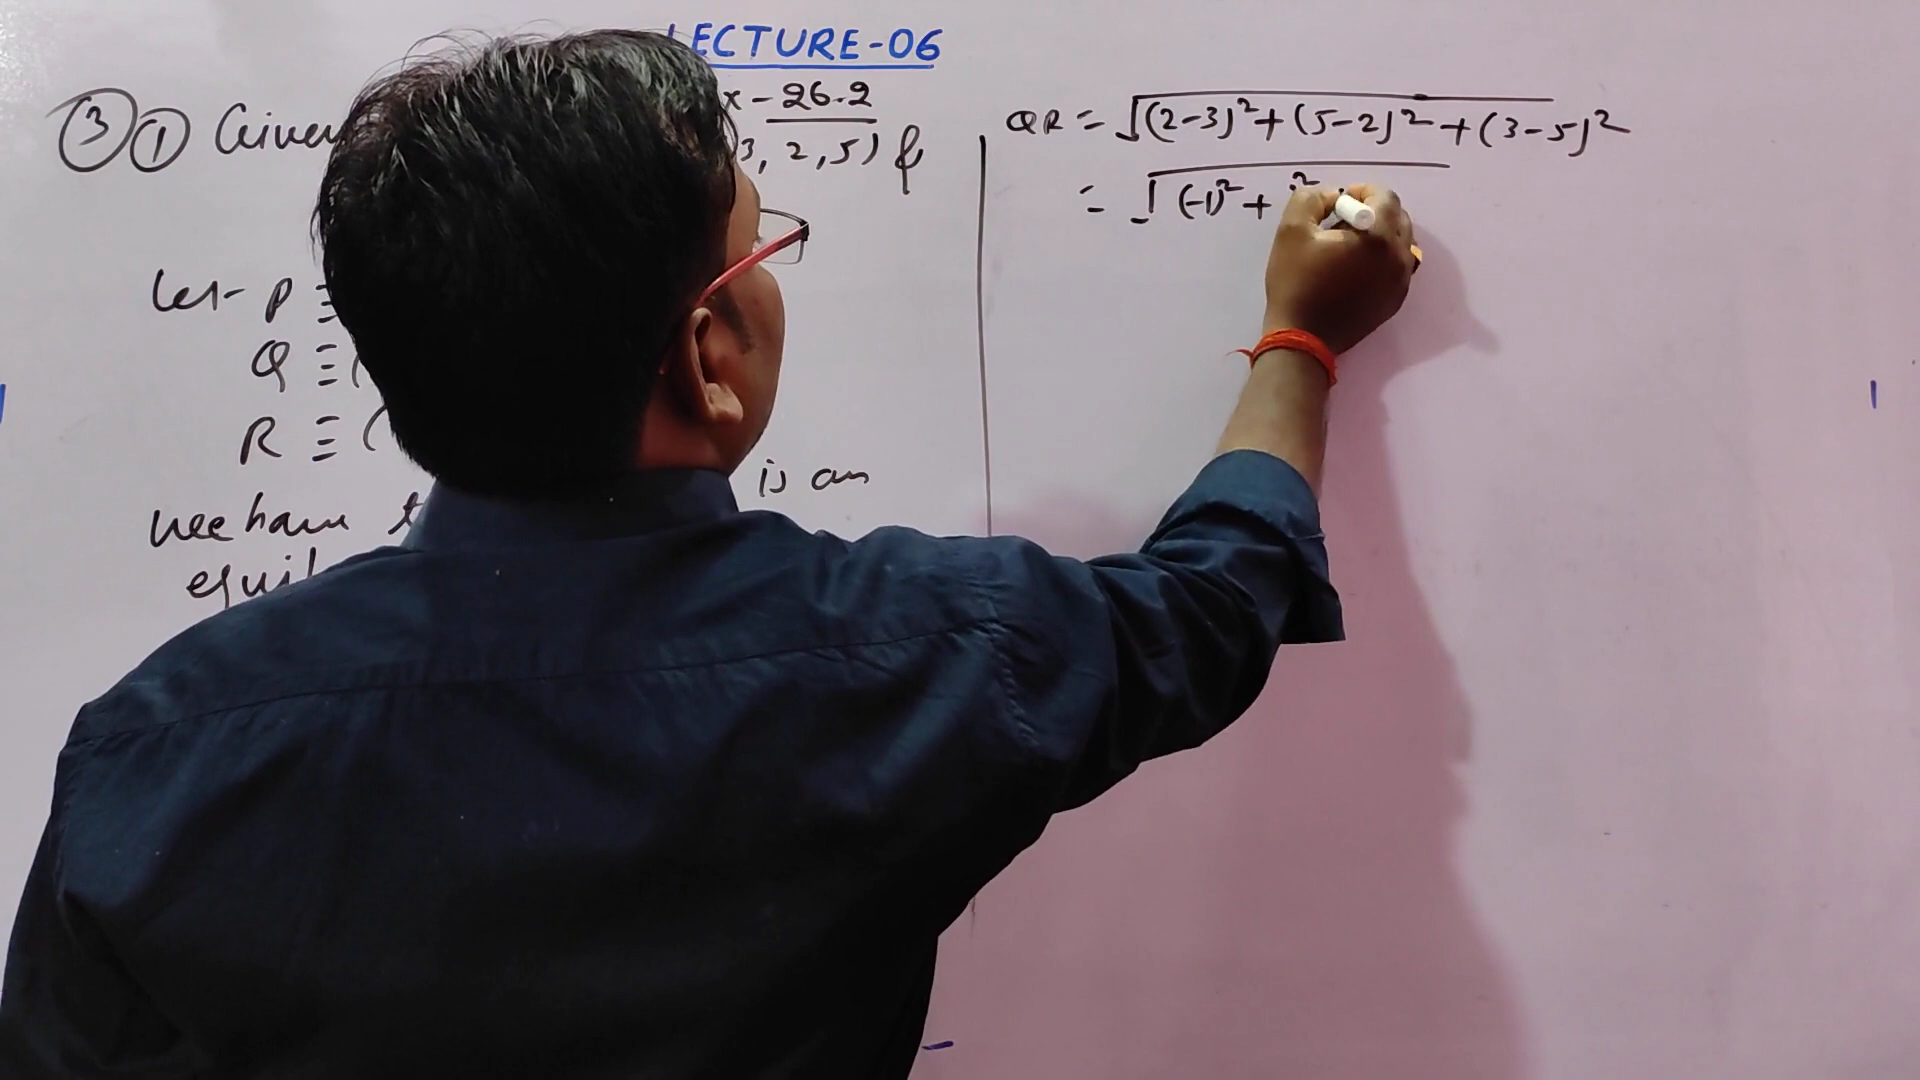 LECTURE-06
x-26.2
③ ① Given
3, 2, 5) &
Let P ≡
Q ≡ (
R ≡ (
is an
we have
equil
QR = √(2-3)² + (5-2)² + (3-5)²
= √(-1)² +